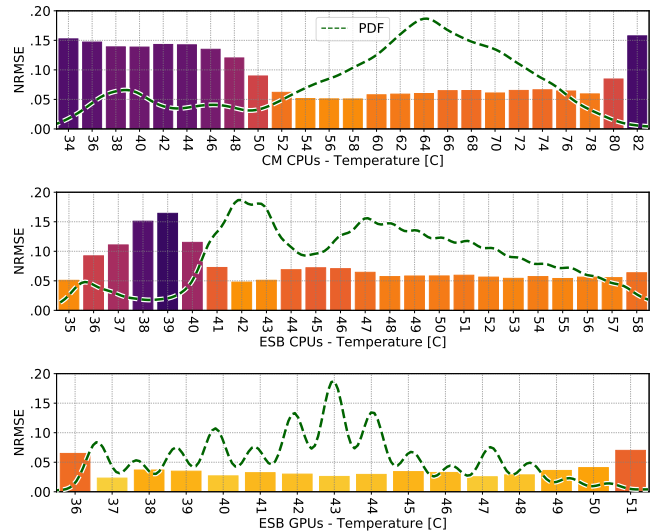 .20
.15
.10
.05
.00
NRMSE
PDF
34 36 38 40 42 44 46 48 50 52 54 56 58 60 62 64 66 68 70 72 74 76 78 80 82
CM CPUs - Temperature [C]
.20
.15
.10
.05
.00
NRMSE
35 36 37 38 39 40 41 42 43 44 45 46 47 48 49 50 51 52 53 54 55 56 57 58
ESB CPUs - Temperature [C]
.20
.15
.10
.05
.00
NRMSE
36 37 38 39 40 41 42 43 44 45 46 47 48 49 50 51
ESB GPUs - Temperature [C]